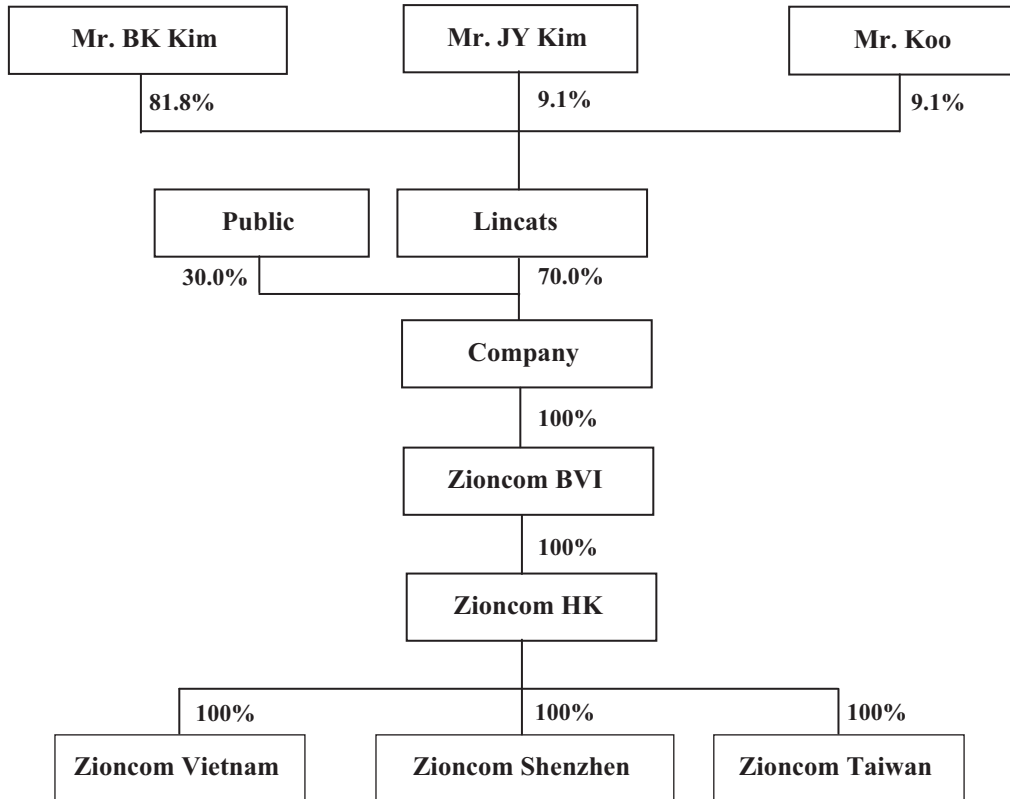 Mr. BK Kim
Mr. JY Kim
Mr. Koo
81.8%
9.1%
9.1%
Public
Lincats
30.0%
70.0%
Company
100%
Zioncom BVI
100%
Zioncom HK
100%
100%
100%
Zioncom Vietnam
Zioncom Shenzhen
Zioncom Taiwan